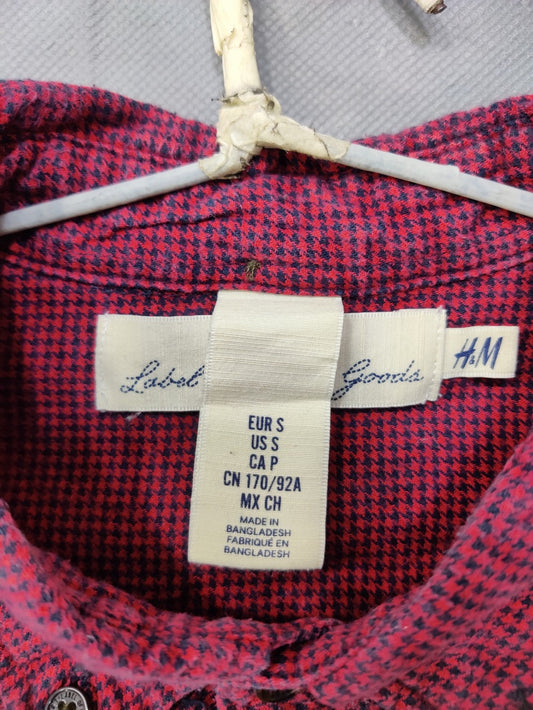 Label Goods
H&M
EUR S
US S
CA P
CN 170/92A
MX CH
MADE IN
BANGLADESH
FABRIQUÉ EN
BANGLADESH